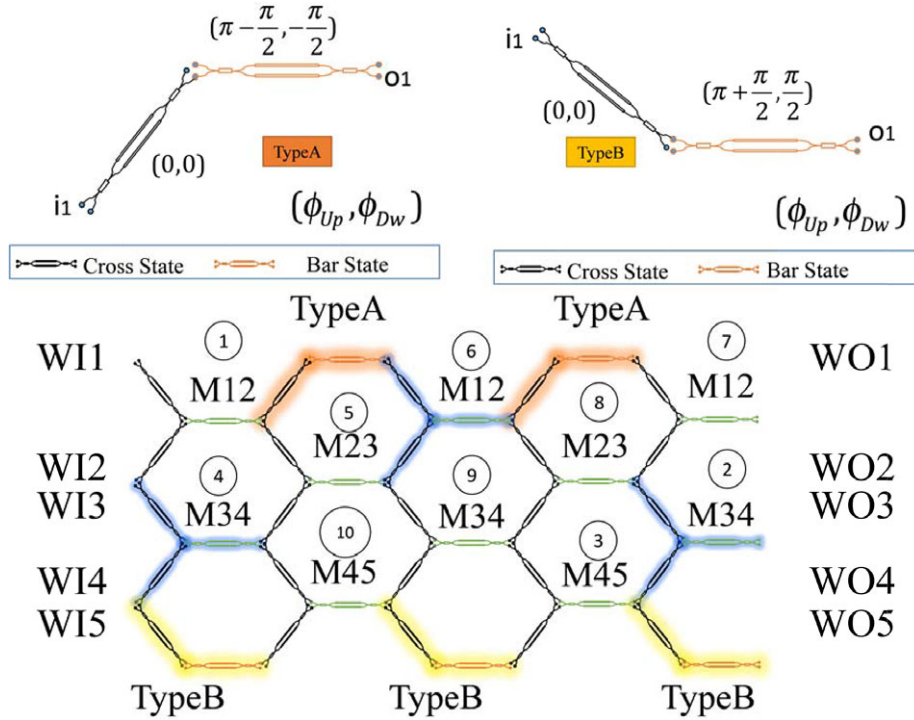 (π − π/2, −π/2)
i1
o1
(0,0)
TypeA
(ϕUp, ϕDw)
Cross State
Bar State
i1
(π + π/2, π/2)
(0,0)
o1
TypeB
(ϕUp, ϕDw)
Cross State
Bar State
TypeA
TypeA
1
6
7
WI1
M12
M12
M12
WO1
5
8
M23
M23
WI2
4
9
2
WO2
WI3
M34
M34
M34
WO3
10
3
M45
M45
WI4
WO4
WI5
WO5
TypeB
TypeB
TypeB